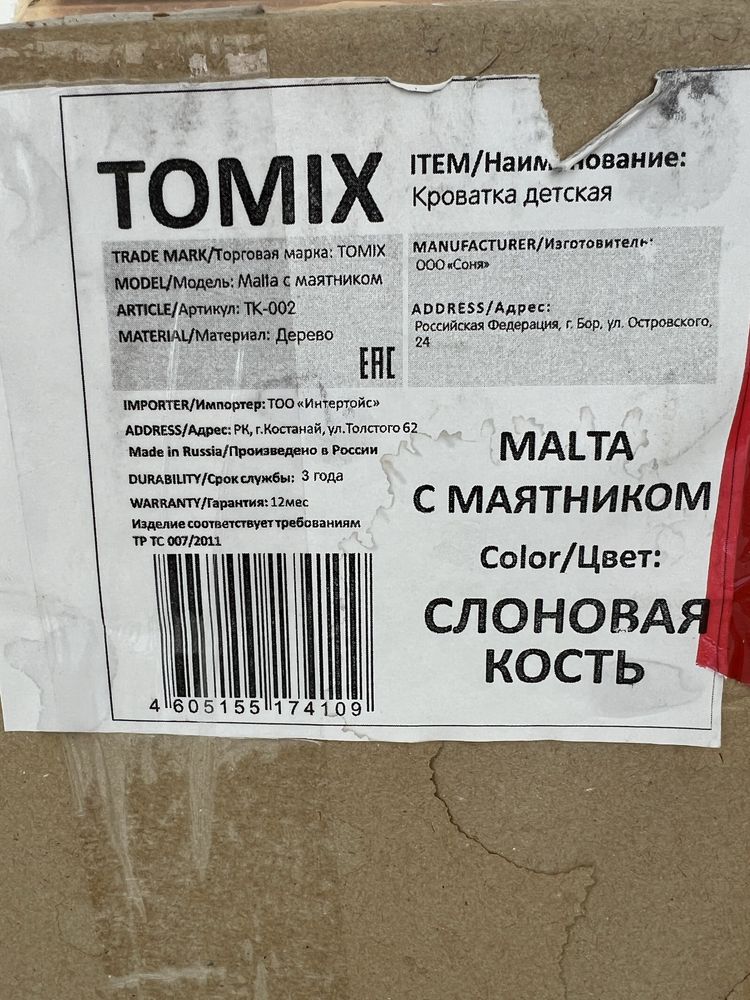 TOMIX
TRADE MARK/Торговая марка: TOMIX
MODEL/Модель: Malta с маятником
ARTICLE/Артикул: TK-002
MATERIAL/Материал: Дерево
EAC
ITEM/Наименование:
Кроватка детская
MANUFACTURER/Изготовитель:
ООО «Соня»
ADDRESS/Адрес:
Российская Федерация, г. Бор, ул. Островского,
24
IMPORTER/Импортер: ТОО «Интертойс»
ADDRESS/Адрес: РК, г.Костанай, ул.Толстого 62
Made in Russia/Произведено в России
DURABILITY/Срок службы: 3 года
WARRANTY/Гарантия: 12мес
Изделие соответствует требованиям
ТР ТС 007/2011
4 605155 174109
MALTA
С МАЯТНИКОМ
Color/Цвет:
СЛОНОВАЯ
КОСТЬ